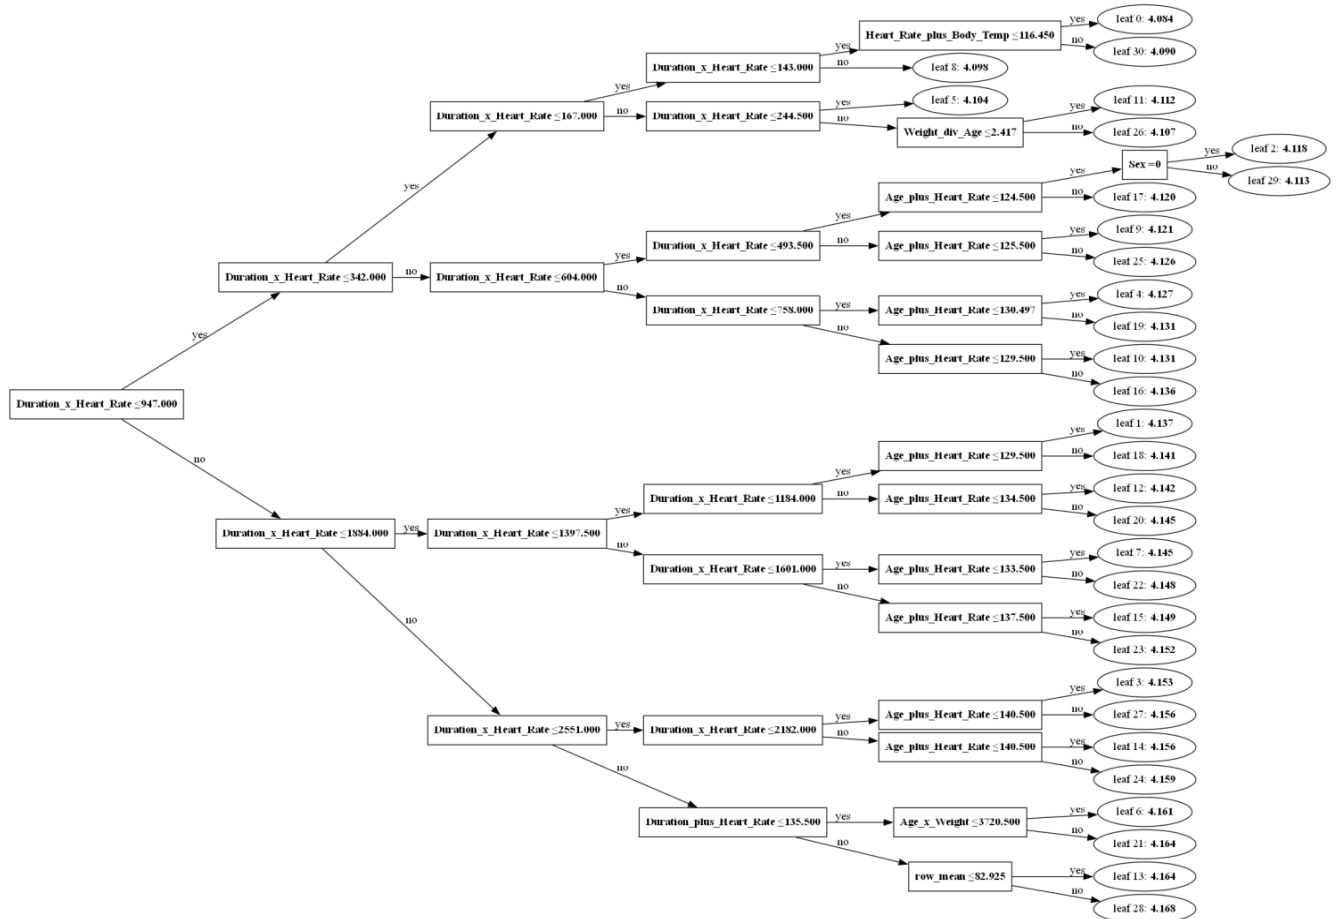 Heart_Rate_plus_Body_Temp ≤116.450
yes
leaf 0: 4.084
no
leaf 30: 4.090
Duration_x_Heart_Rate ≤143.000
yes
no
leaf 8: 4.098
Duration_x_Heart_Rate ≤167.000
yes
no
Duration_x_Heart_Rate ≤244.500
yes
leaf 5: 4.104
no
Weight_div_Age ≤2.417
yes
leaf 11: 4.112
no
leaf 26: 4.107
yes
Sex =0
yes
leaf 2: 4.118
no
leaf 29: 4.113
Age_plus_Heart_Rate ≤124.500
yes
no
leaf 17: 4.120
Duration_x_Heart_Rate ≤493.500
yes
no
Age_plus_Heart_Rate ≤125.500
yes
leaf 9: 4.121
no
leaf 25: 4.126
Duration_x_Heart_Rate ≤342.000
no
Duration_x_Heart_Rate ≤604.000
yes
no
Duration_x_Heart_Rate ≤758.000
yes
Age_plus_Heart_Rate ≤130.497
yes
leaf 4: 4.127
no
leaf 19: 4.131
no
Age_plus_Heart_Rate ≤129.500
yes
leaf 10: 4.131
no
leaf 16: 4.136
yes
Duration_x_Heart_Rate ≤947.000
no
Age_plus_Heart_Rate ≤129.500
yes
leaf 1: 4.137
no
leaf 18: 4.141
Duration_x_Heart_Rate ≤1184.000
yes
no
Age_plus_Heart_Rate ≤134.500
yes
leaf 12: 4.142
no
leaf 20: 4.145
Duration_x_Heart_Rate ≤1884.000
yes
Duration_x_Heart_Rate ≤1397.500
yes
no
Duration_x_Heart_Rate ≤1601.000
yes
Age_plus_Heart_Rate ≤133.500
yes
leaf 7: 4.145
no
leaf 22: 4.148
no
Age_plus_Heart_Rate ≤137.500
yes
leaf 15: 4.149
no
leaf 23: 4.152
no
Duration_x_Heart_Rate ≤2551.000
yes
Duration_x_Heart_Rate ≤2182.000
yes
Age_plus_Heart_Rate ≤140.500
yes
leaf 3: 4.153
no
leaf 27: 4.156
no
Age_plus_Heart_Rate ≤140.500
yes
leaf 14: 4.156
no
leaf 24: 4.159
no
Duration_plus_Heart_Rate ≤135.500
yes
Age_x_Weight ≤3720.500
yes
leaf 6: 4.161
no
leaf 21: 4.164
no
row_mean ≤82.925
yes
leaf 13: 4.164
no
leaf 28: 4.168